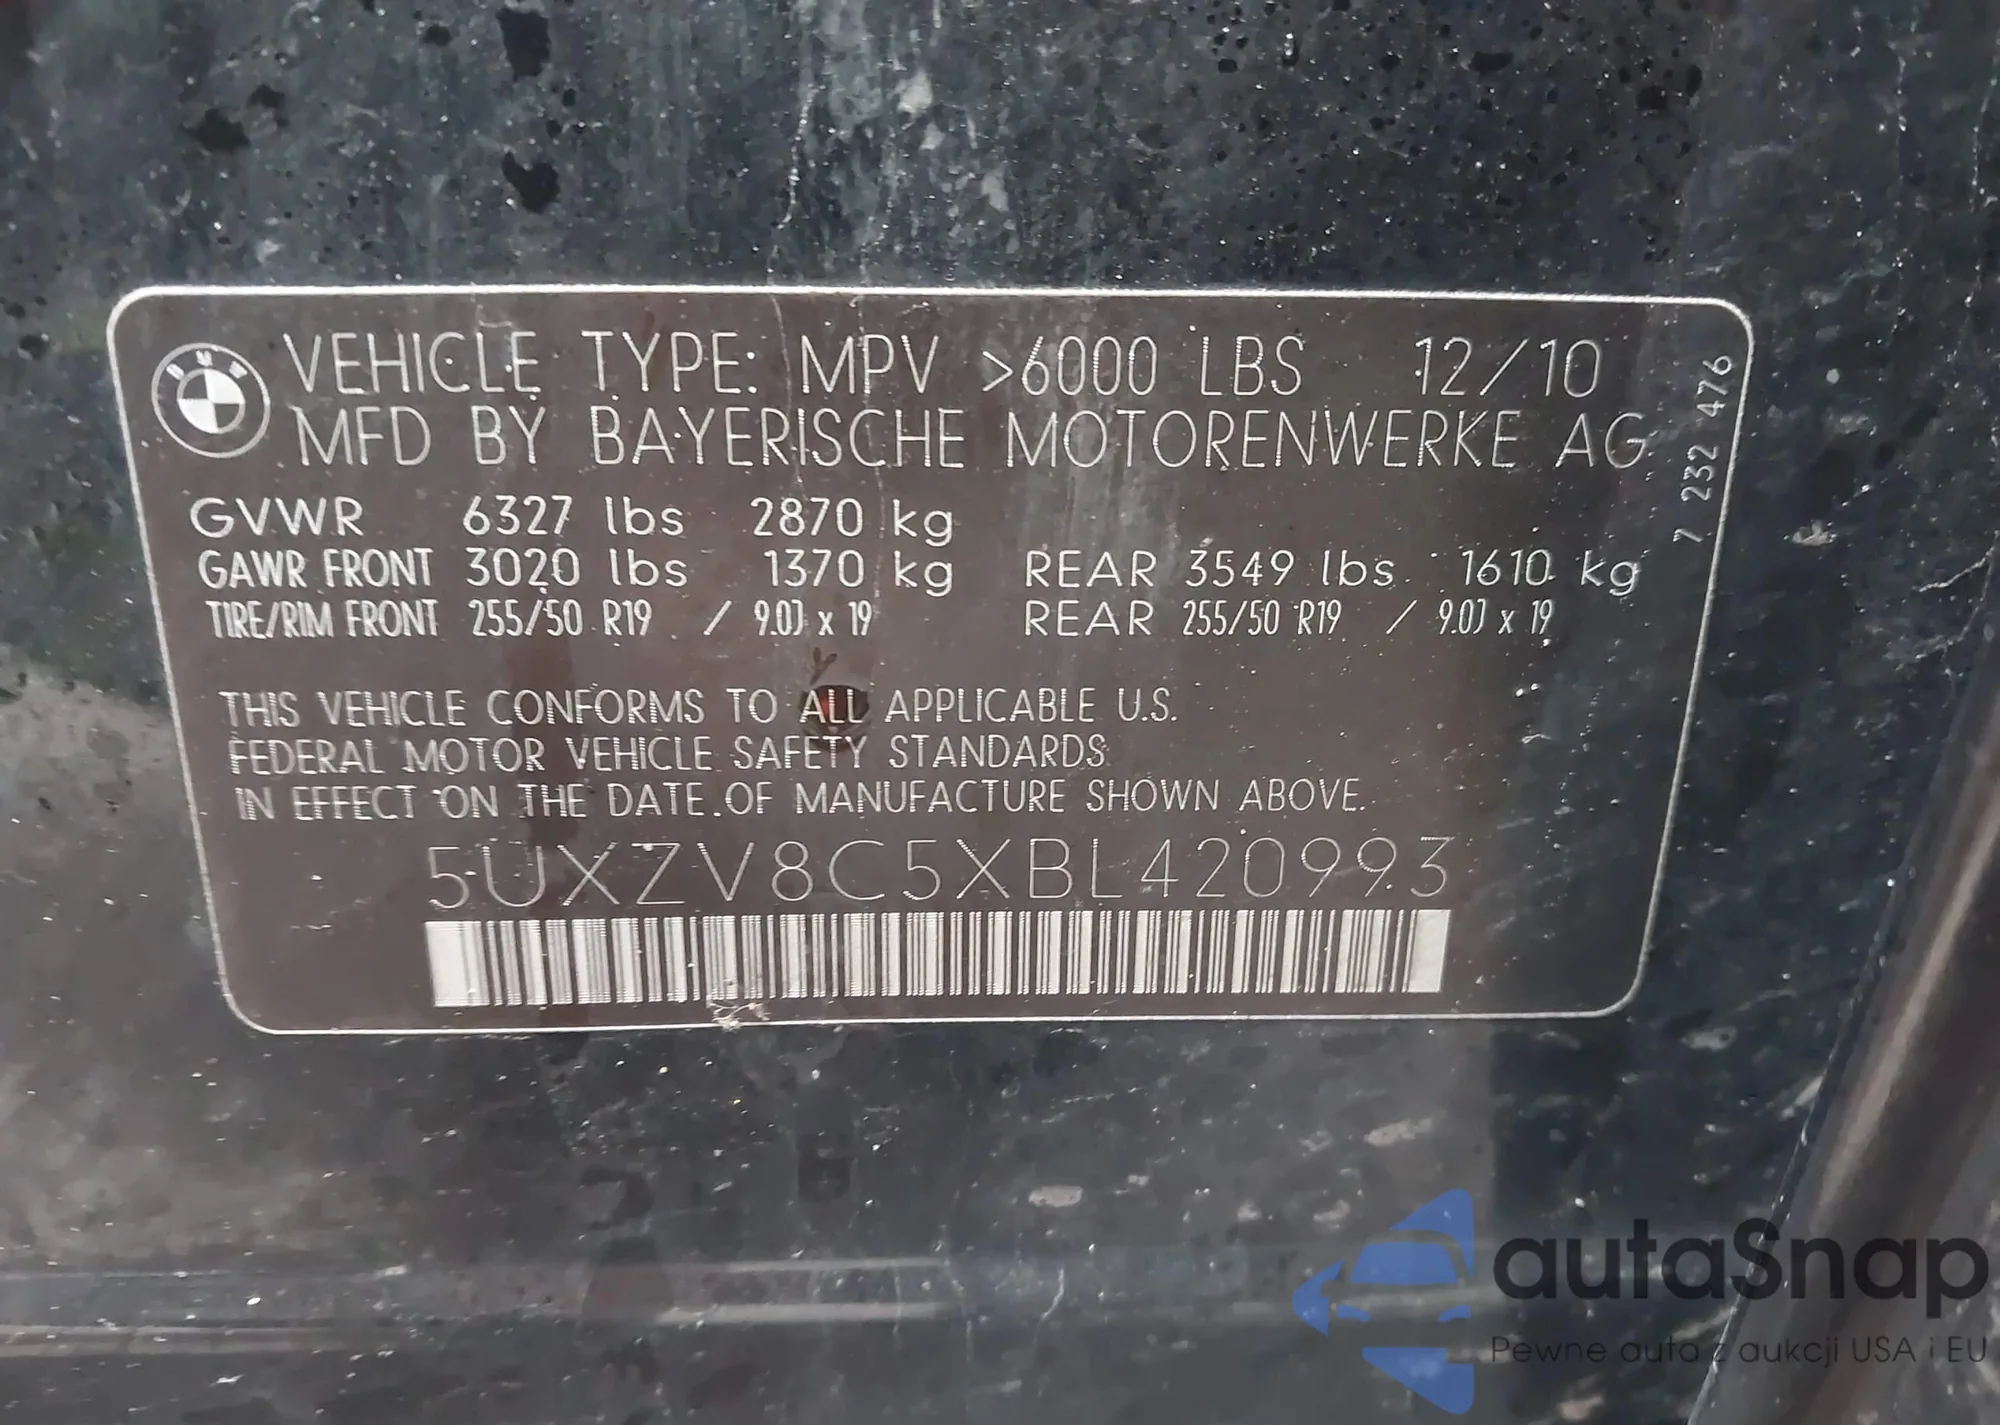 BMW
VEHICLE TYPE: MPV >6000 LBS 12/10
MFD BY BAYERISCHE MOTORENWERKE AG
7 232 476
GVWR 6327 lbs 2870 kg
GAWR FRONT 3020 lbs 1370 kg REAR 3549 lbs 1610 kg
TIRE/RIM FRONT 255/50 R19 / 9.0J x 19 REAR 255/50 R19 / 9.0J x 19
THIS VEHICLE CONFORMS TO ALL APPLICABLE U.S.
FEDERAL MOTOR VEHICLE SAFETY STANDARDS
IN EFFECT ON THE DATE OF MANUFACTURE SHOWN ABOVE.
5UXZV8C5XBL420993
autaSnap
Pewne auta z aukcji USA i EU